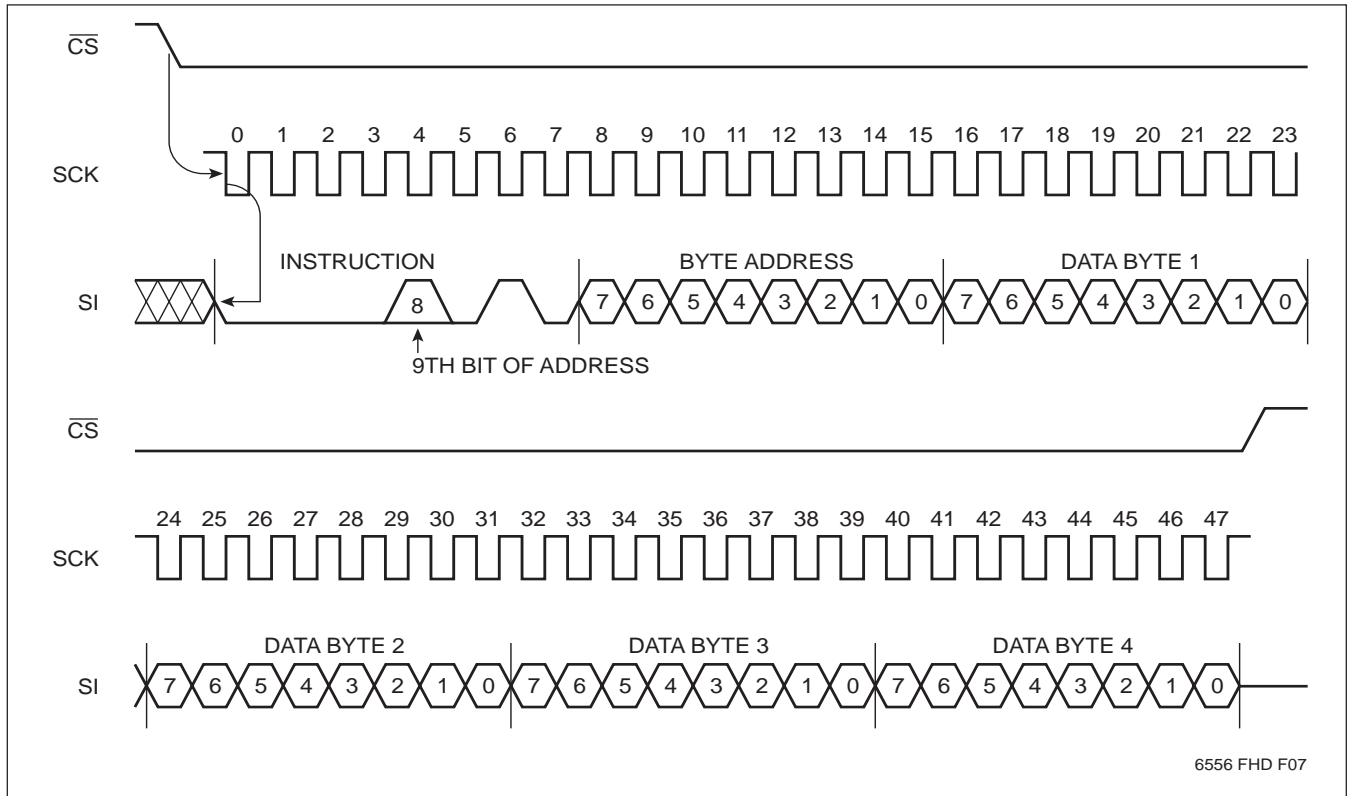 CS
0 1 2 3 4 5 6 7 8 9 10 11 12 13 14 15 16 17 18 19 20 21 22 23
SCK
INSTRUCTION BYTE ADDRESS DATA BYTE 1
SI 8 7 6 5 4 3 2 1 0 7 6 5 4 3 2 1 0
9TH BIT OF ADDRESS
CS
24 25 26 27 28 29 30 31 32 33 34 35 36 37 38 39 40 41 42 43 44 45 46 47
SCK
DATA BYTE 2 DATA BYTE 3 DATA BYTE 4
SI 7 6 5 4 3 2 1 0 7 6 5 4 3 2 1 0 7 6 5 4 3 2 1 0
6556 FHD F07